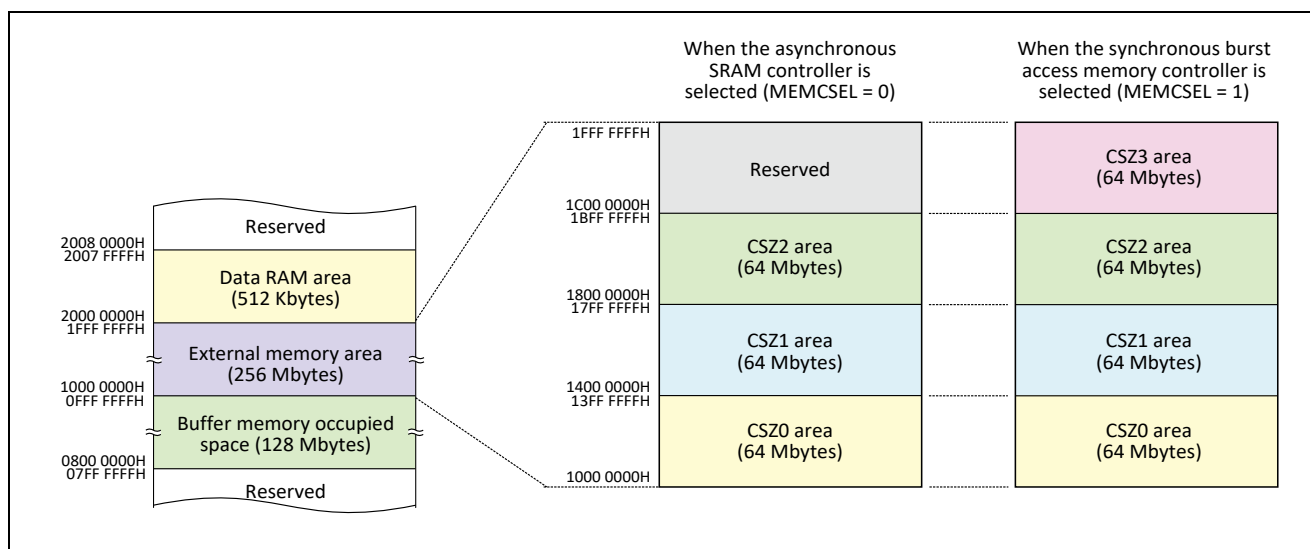 When the asynchronous
SRAM controller is
selected (MEMCSEL = 0)
When the synchronous burst
access memory controller is
selected (MEMCSEL = 1)
Reserved
2008 0000H
2007 FFFFH
Data RAM area
(512 Kbytes)
2000 0000H
1FFF FFFFH
External memory area
(256 Mbytes)
1000 0000H
0FFF FFFFH
Buffer memory occupied
space (128 Mbytes)
0800 0000H
07FF FFFFH
Reserved
1FFF FFFFH
Reserved
1C00 0000H
1BFF FFFFH
CSZ2 area
(64 Mbytes)
1800 0000H
17FF FFFFH
CSZ1 area
(64 Mbytes)
1400 0000H
13FF FFFFH
CSZ0 area
(64 Mbytes)
1000 0000H
CSZ3 area
(64 Mbytes)
CSZ2 area
(64 Mbytes)
CSZ1 area
(64 Mbytes)
CSZ0 area
(64 Mbytes)